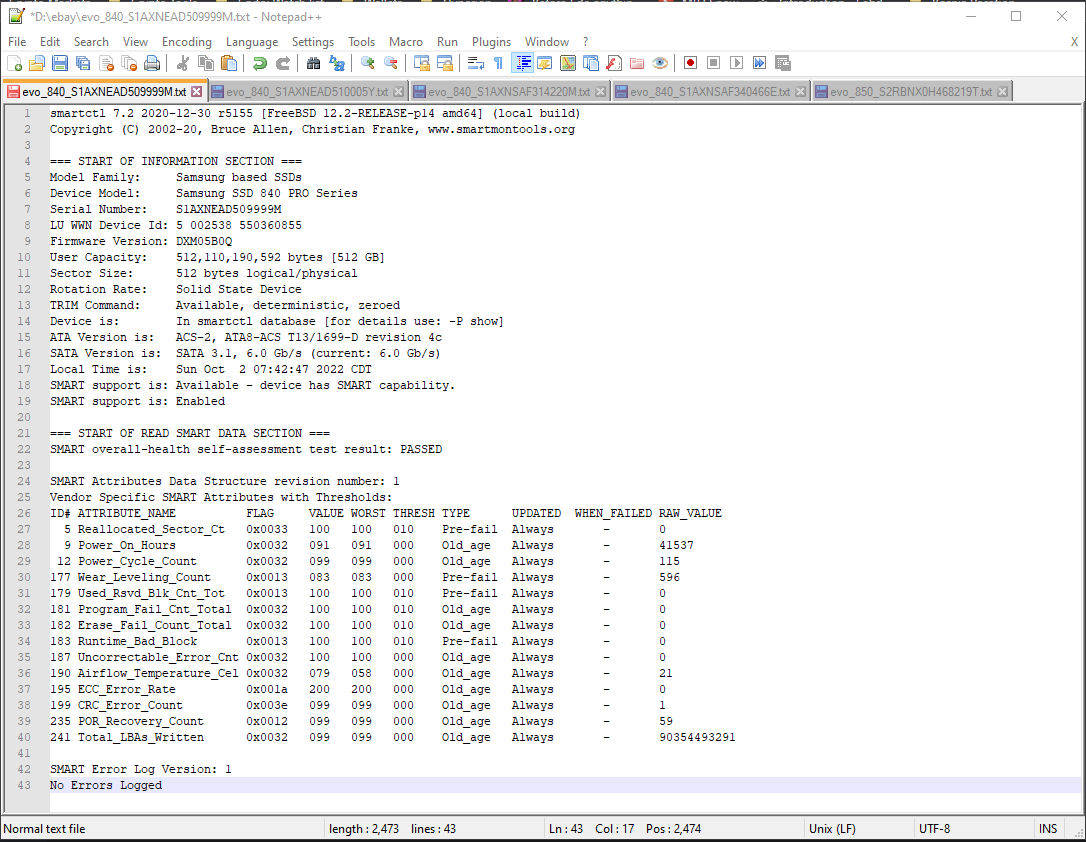 *D:\ebay\evo_840_S1AXNEAD509999M.txt - Notepad++
File Edit Search View Encoding Language Settings Tools Macro Run Plugins Window ? X
evo_840_S1AXNEAD509999M.txt evo_840_S1AXNEAD510005Y.txt evo_840_S1AXNSAF314220M.txt evo_840_S1AXNSAF340466E.txt evo_850_S2RBNX0H468219T.txt
1 smartctl 7.2 2020-12-30 r5155 [FreeBSD 12.2-RELEASE-p14 amd64] (local build)
2 Copyright (C) 2002-20, Bruce Allen, Christian Franke, www.smartmontools.org
3
4 === START OF INFORMATION SECTION ===
5 Model Family:     Samsung based SSDs
6 Device Model:     Samsung SSD 840 PRO Series
7 Serial Number:    S1AXNEAD509999M
8 LU WWN Device Id: 5 002538 550360855
9 Firmware Version: DXM05B0Q
10 User Capacity:    512,110,190,592 bytes [512 GB]
11 Sector Size:      512 bytes logical/physical
12 Rotation Rate:    Solid State Device
13 TRIM Command:     Available, deterministic, zeroed
14 Device is:        In smartctl database [for details use: -P show]
15 ATA Version is:   ACS-2, ATA8-ACS T13/1699-D revision 4c
16 SATA Version is:  SATA 3.1, 6.0 Gb/s (current: 6.0 Gb/s)
17 Local Time is:    Sun Oct  2 07:42:47 2022 CDT
18 SMART support is: Available - device has SMART capability.
19 SMART support is: Enabled
20
21 === START OF READ SMART DATA SECTION ===
22 SMART overall-health self-assessment test result: PASSED
23
24 SMART Attributes Data Structure revision number: 1
25 Vendor Specific SMART Attributes with Thresholds:
26 ID# ATTRIBUTE_NAME          FLAG     VALUE WORST THRESH TYPE      UPDATED  WHEN_FAILED RAW_VALUE
27   5 Reallocated_Sector_Ct   0x0033   100   100   010    Pre-fail  Always       -       0
28   9 Power_On_Hours          0x0032   091   091   000    Old_age   Always       -       41537
29  12 Power_Cycle_Count       0x0032   099   099   000    Old_age   Always       -       115
30 177 Wear_Leveling_Count     0x0013   083   083   000    Pre-fail  Always       -       596
31 179 Used_Rsvd_Blk_Cnt_Tot   0x0013   100   100   010    Pre-fail  Always       -       0
32 181 Program_Fail_Cnt_Total  0x0032   100   100   010    Old_age   Always       -       0
33 182 Erase_Fail_Count_Total  0x0032   100   100   010    Old_age   Always       -       0
34 183 Runtime_Bad_Block       0x0013   100   100   010    Pre-fail  Always       -       0
35 187 Uncorrectable_Error_Cnt 0x0032   100   100   000    Old_age   Always       -       0
36 190 Airflow_Temperature_Cel 0x0032   079   058   000    Old_age   Always       -       21
37 195 ECC_Error_Rate          0x001a   200   200   000    Old_age   Always       -       0
38 199 CRC_Error_Count         0x003e   099   099   000    Old_age   Always       -       1
39 235 POR_Recovery_Count      0x0012   099   099   000    Old_age   Always       -       59
40 241 Total_LBAs_Written      0x0032   099   099   000    Old_age   Always       -       90354493291
41
42 SMART Error Log Version: 1
43 No Errors Logged
Normal text file length : 2,473 lines : 43 Ln : 43 Col : 17 Pos : 2,474 Unix (LF) UTF-8 INS